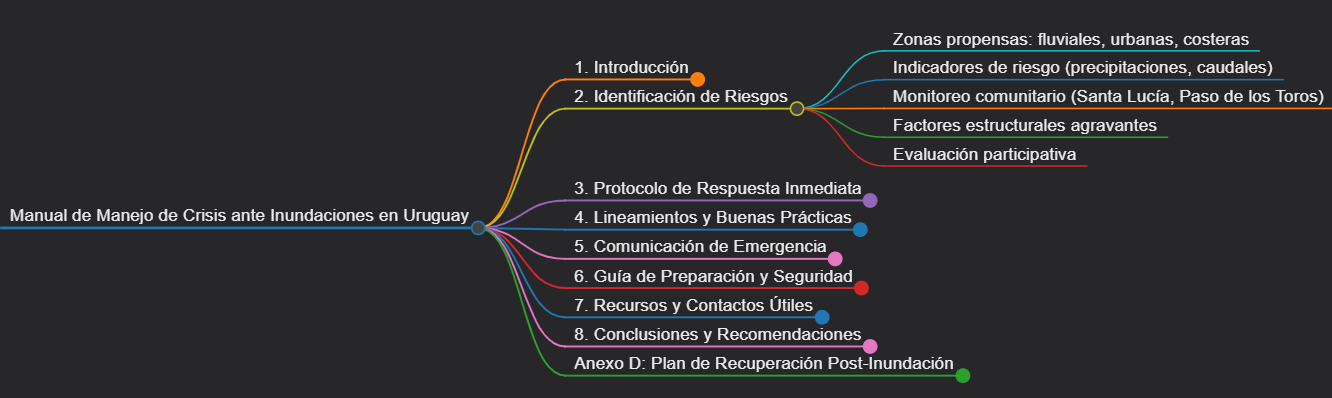 Manual de Manejo de Crisis ante Inundaciones en Uruguay
1. Introducción
2. Identificación de Riesgos
Zonas propensas: fluviales, urbanas, costeras
Indicadores de riesgo (precipitaciones, caudales)
Monitoreo comunitario (Santa Lucía, Paso de los Toros)
Factores estructurales agravantes
Evaluación participativa
3. Protocolo de Respuesta Inmediata
4. Lineamientos y Buenas Prácticas
5. Comunicación de Emergencia
6. Guía de Preparación y Seguridad
7. Recursos y Contactos Útiles
8. Conclusiones y Recomendaciones
Anexo D: Plan de Recuperación Post-Inundación